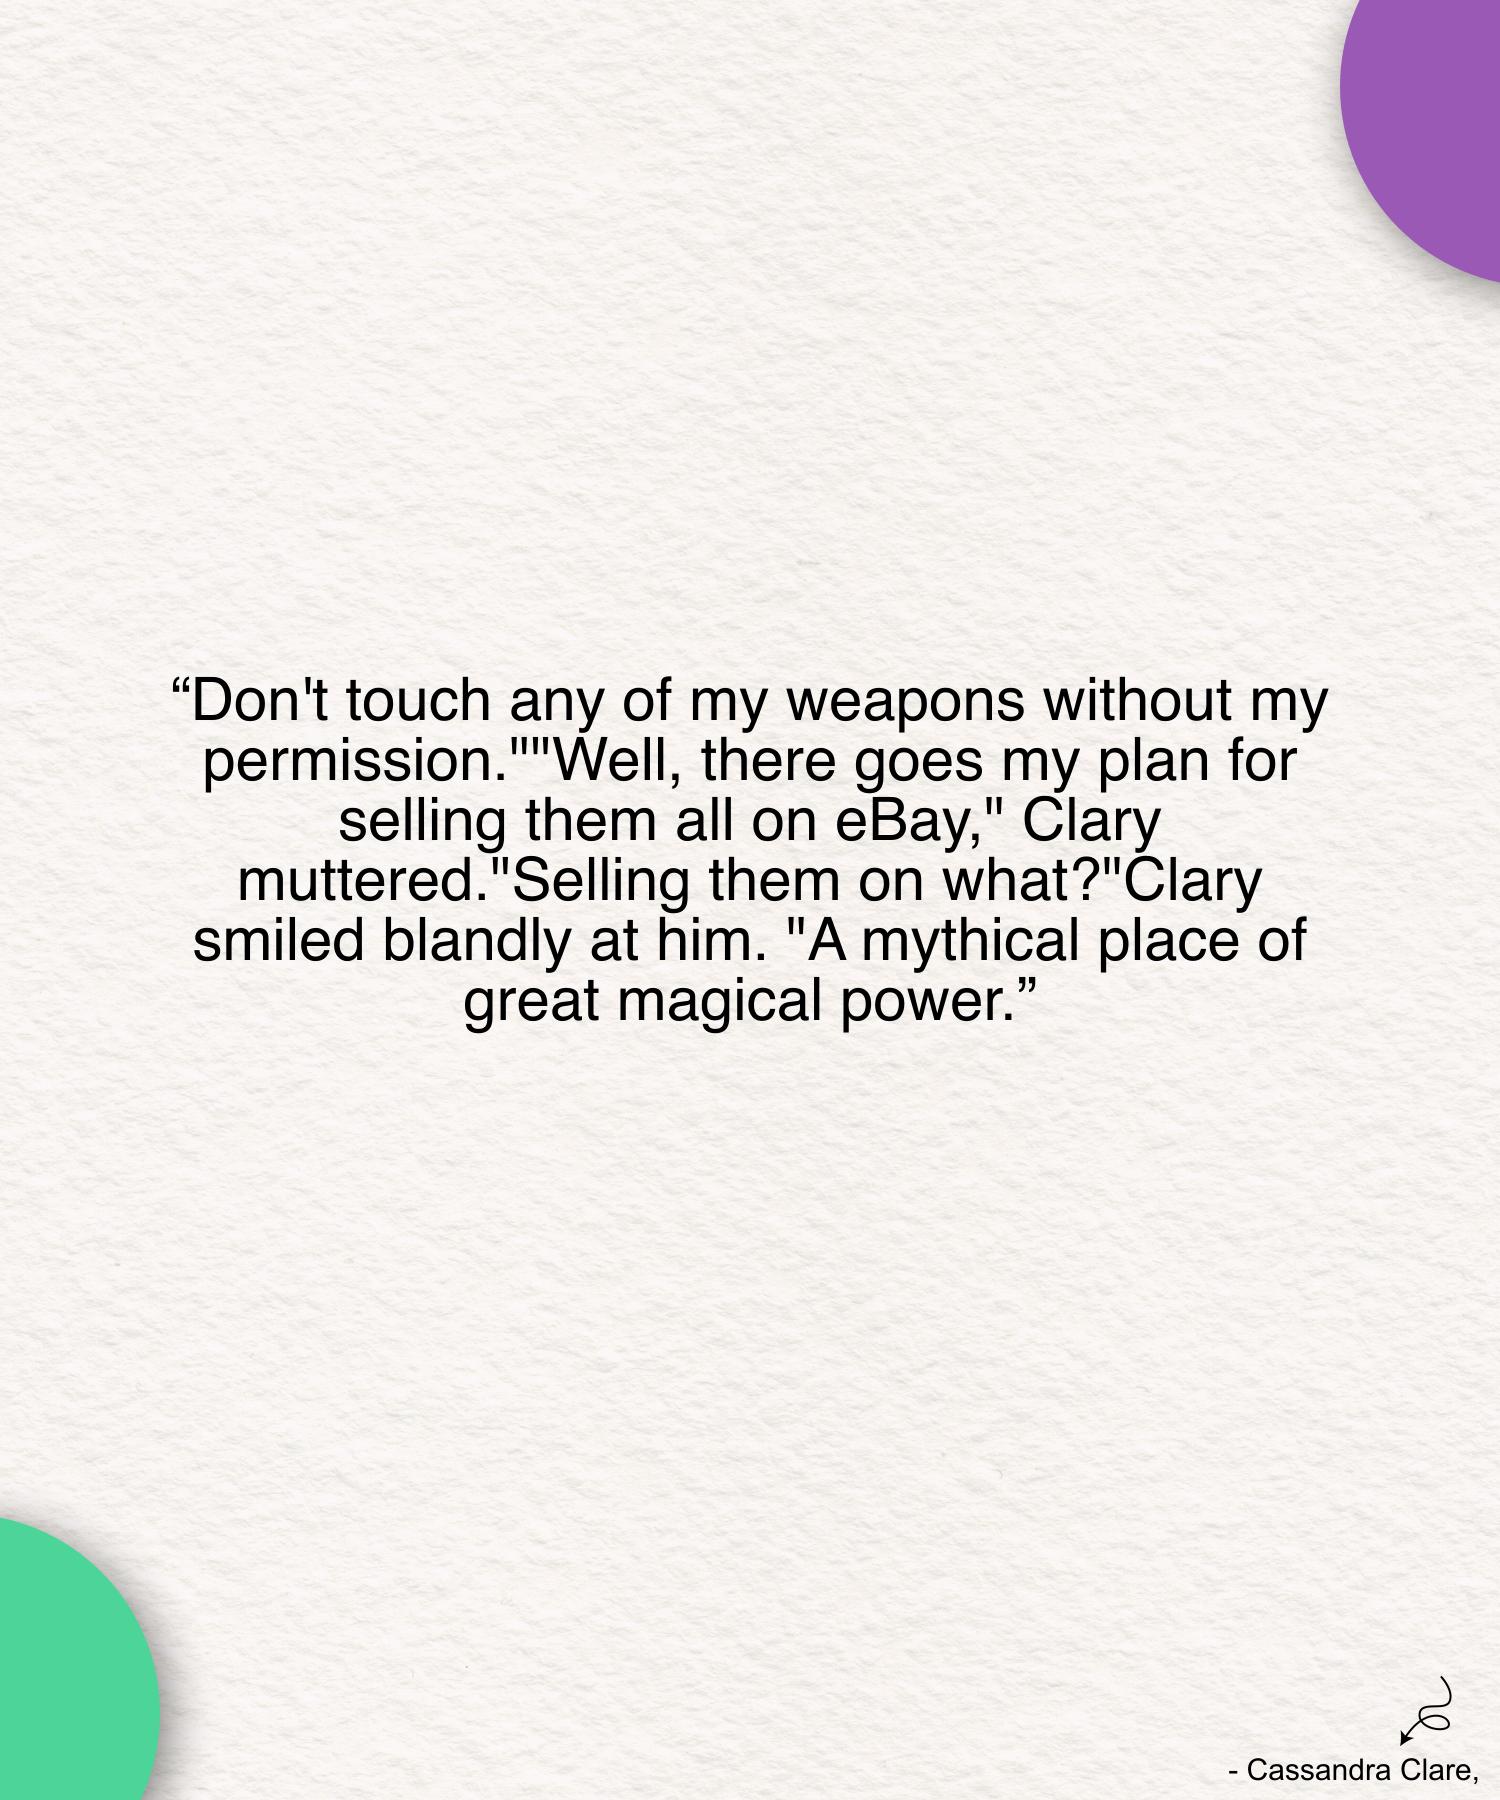 “Don't touch any of my weapons without my
permission.""Well, there goes my plan for
selling them all on eBay," Clary
muttered."Selling them on what?"Clary
smiled blandly at him. "A mythical place of
great magical power.”
- Cassandra Clare,